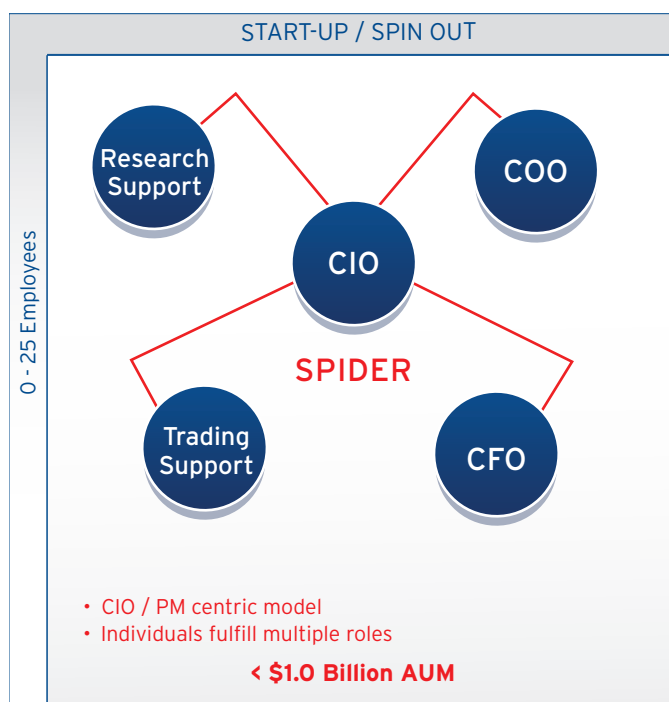 START-UP / SPIN OUT
0 - 25 Employees
Research
Support
COO
CIO
SPIDER
Trading
Support
CFO
• CIO / PM centric model
• Individuals fulfill multiple roles
< $1.0 Billion AUM